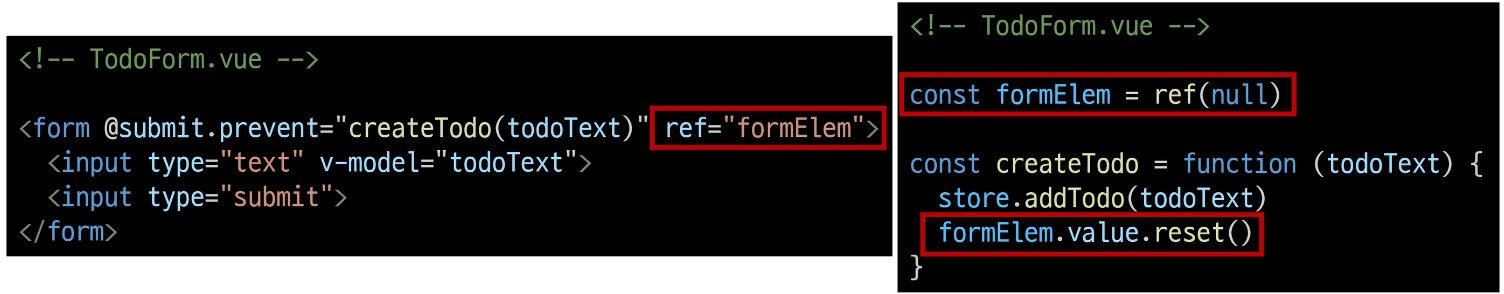 <!-- TodoForm.vue -->
<form @submit.prevent="createTodo(todoText)" ref="formElem">
  <input type="text" v-model="todoText">
  <input type="submit">
</form>
<!-- TodoForm.vue -->
const formElem = ref(null)
const createTodo = function (todoText) {
  store.addTodo(todoText)
  formElem.value.reset()
}